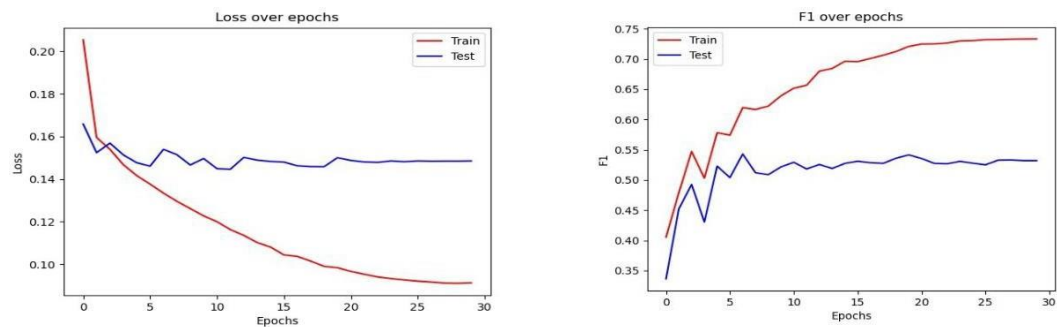 Loss over epochs
0.20
0.18
0.16
0.14
0.12
0.10
Loss
Train
Test
0 5 10 15 20 25 30
Epochs
F1 over epochs
0.75
0.70
0.65
0.60
0.55
0.50
0.45
0.40
0.35
F1
Train
Test
0 5 10 15 20 25 30
Epochs